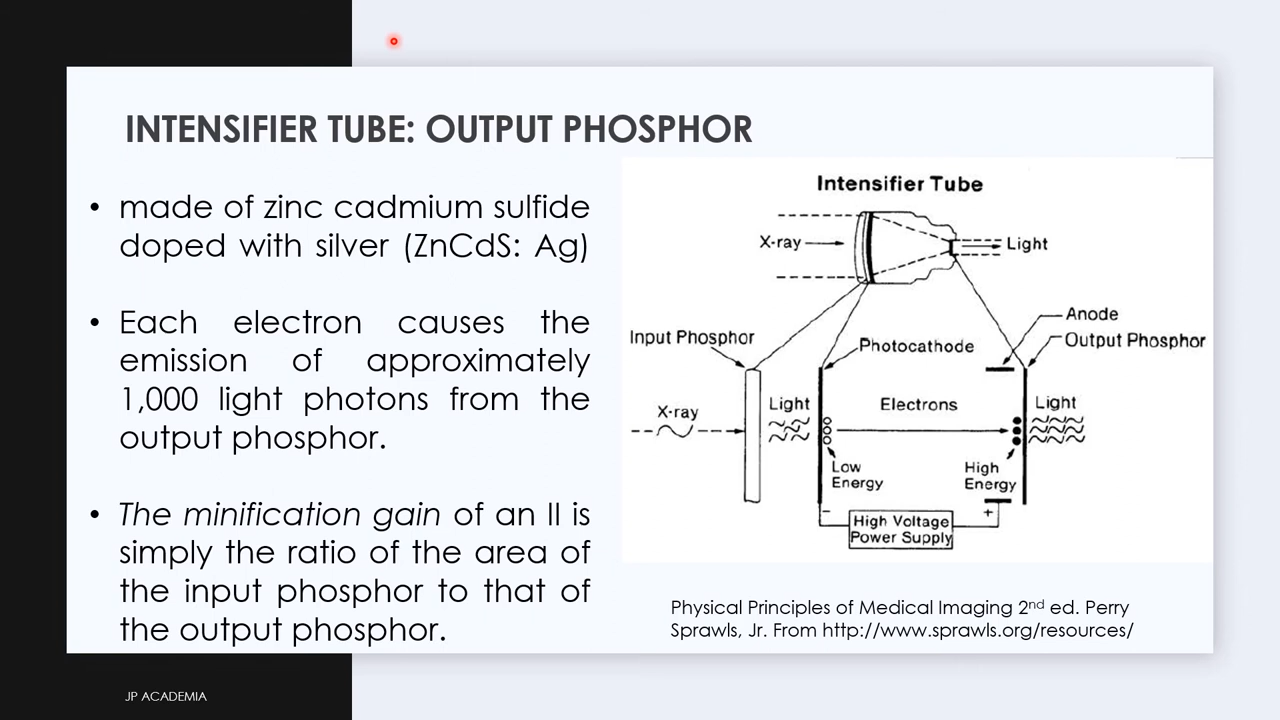 INTENSIFIER TUBE: OUTPUT PHOSPHOR
• made of zinc cadmium sulfide
doped with silver (ZnCdS: Ag)
• Each electron causes the
emission of approximately
1,000 light photons from the
output phosphor.
• The minification gain of an II is
simply the ratio of the area of
the input phosphor to that of
the output phosphor.
Intensifier Tube
X-ray
Light
Anode
Input Phosphor
Photocathode
Output Phosphor
X-ray
Light
Electrons
Light
Low
Energy
High
Energy
-
+
High Voltage
Power Supply
Physical Principles of Medical Imaging 2nd ed. Perry
Sprawls, Jr. From http://www.sprawls.org/resources/
JP ACADEMIA